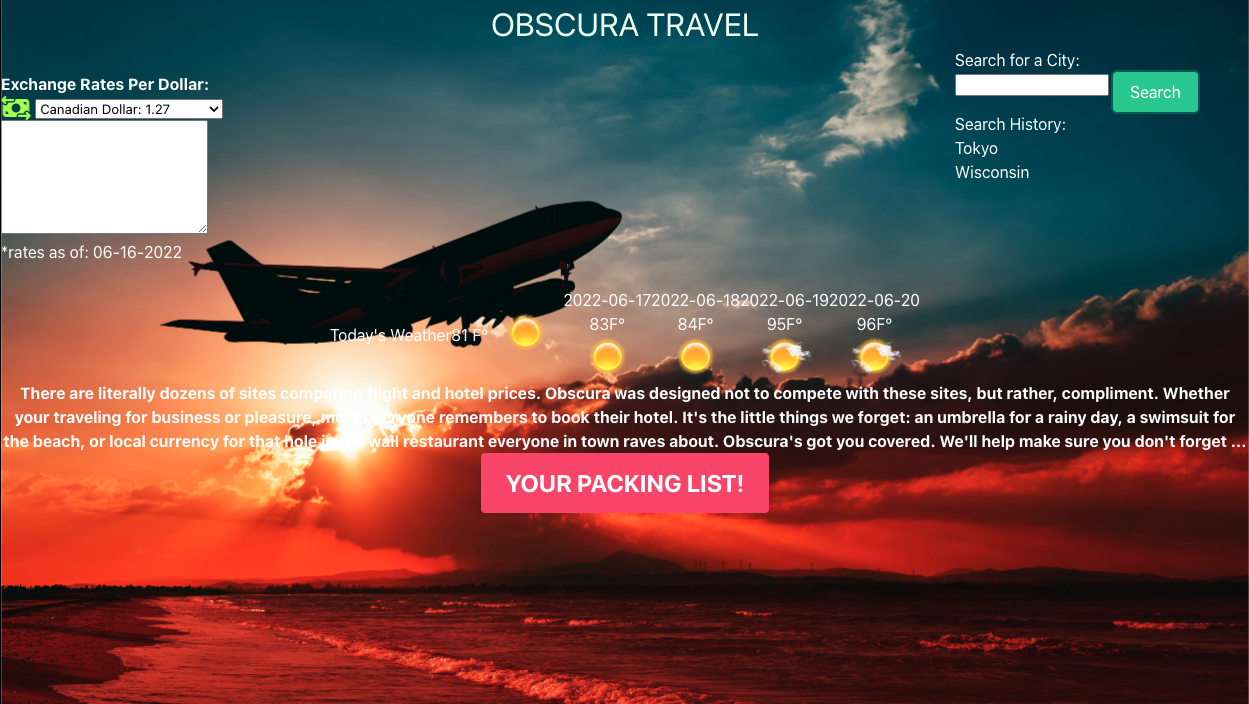 OBSCURA TRAVEL
Exchange Rates Per Dollar:
Canadian Dollar: 1.27
*rates as of: 06-16-2022
Search for a City:
Search
Search History:
Tokyo
Wisconsin
Today's Weather81 F°
2022-06-172022-06-182022-06-192022-06-20
83F° 84F° 95F° 96F°
There are literally dozens of sites comparing flight and hotel prices. Obscura was designed not to compete with these sites, but rather, compliment. Whether
your traveling for business or pleasure, most everyone remembers to book their hotel. It's the little things we forget: an umbrella for a rainy day, a swimsuit for
the beach, or local currency for that hole in the wall restaurant everyone in town raves about. Obscura's got you covered. We'll help make sure you don't forget ...
YOUR PACKING LIST!